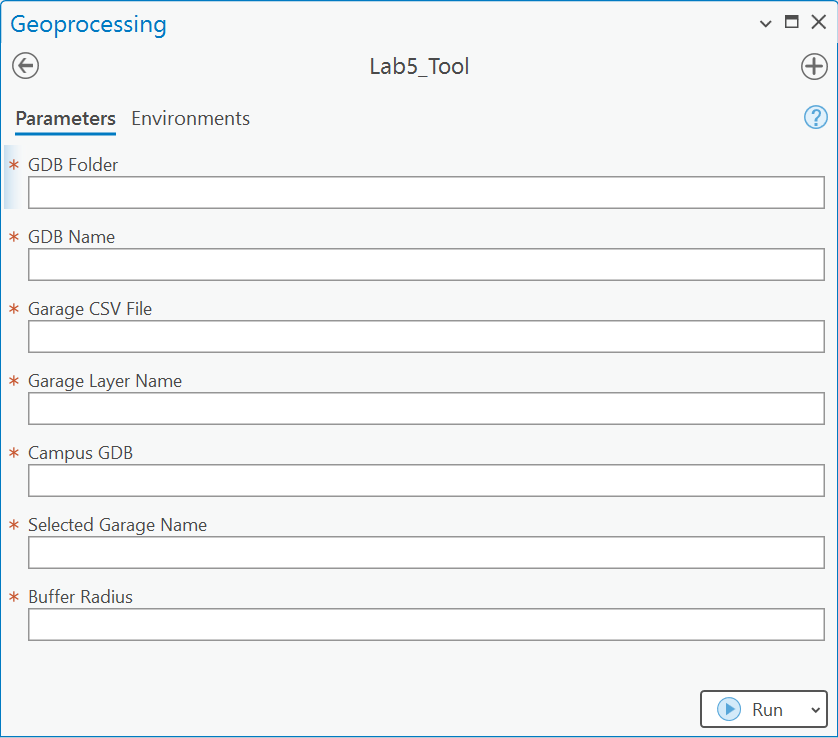 Geoprocessing
Lab5_Tool
Parameters Environments ?
* GDB Folder
* GDB Name
* Garage CSV File
* Garage Layer Name
* Campus GDB
* Selected Garage Name
* Buffer Radius
Run